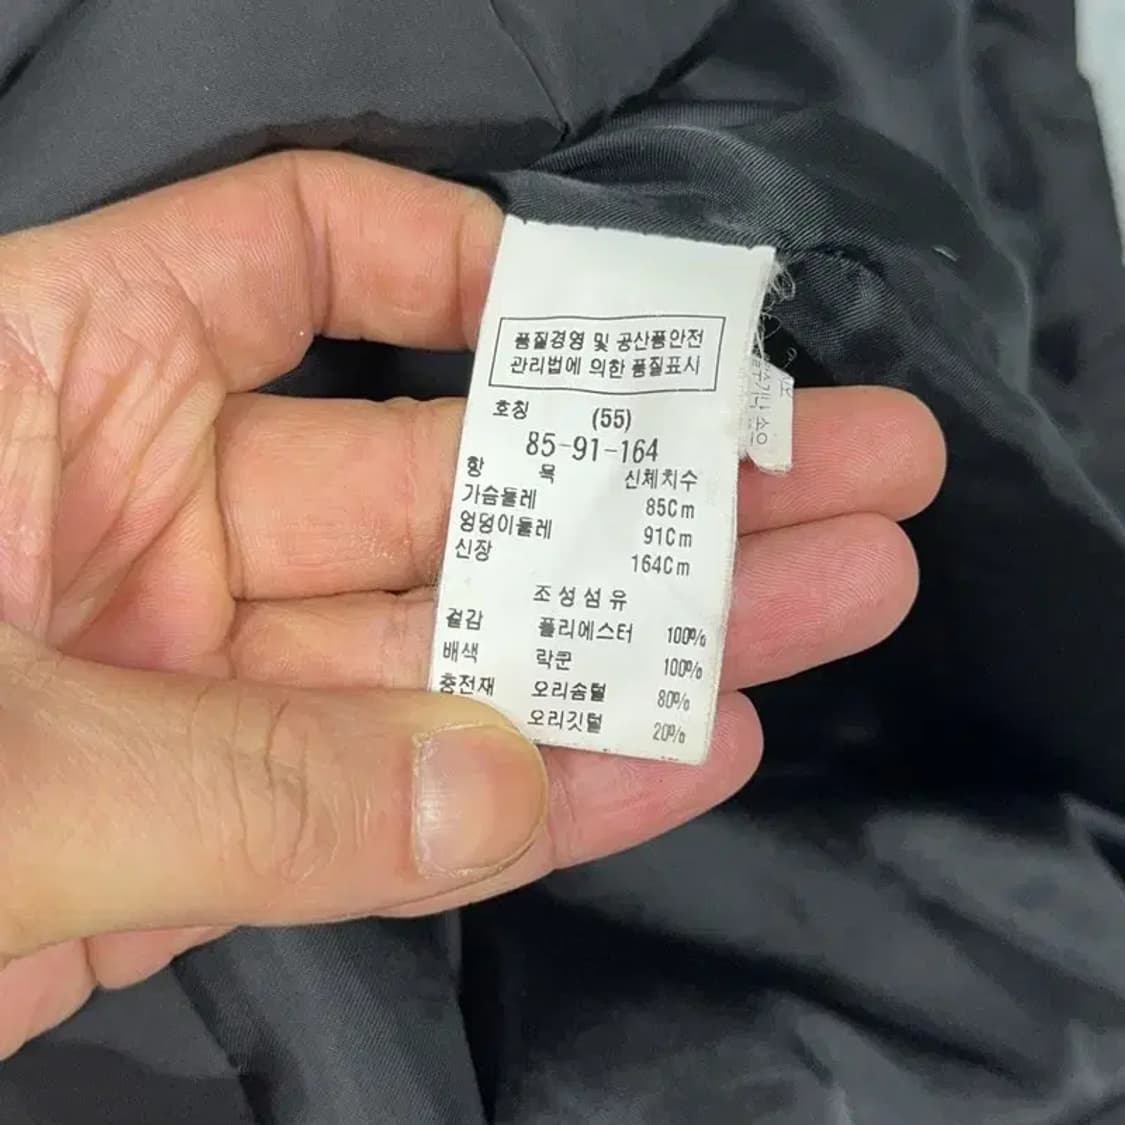 품질경영 및 공산품안전
관리법에 의한 품질표시
호칭 (55)
85-91-164
항 목 신체치수
가슴둘레 85Cm
엉덩이둘레 91Cm
신장 164Cm
조성섬유
겉감 폴리에스터 100%
배색 락쿤 100%
충전재 오리솜털 80%
오리깃털 20%